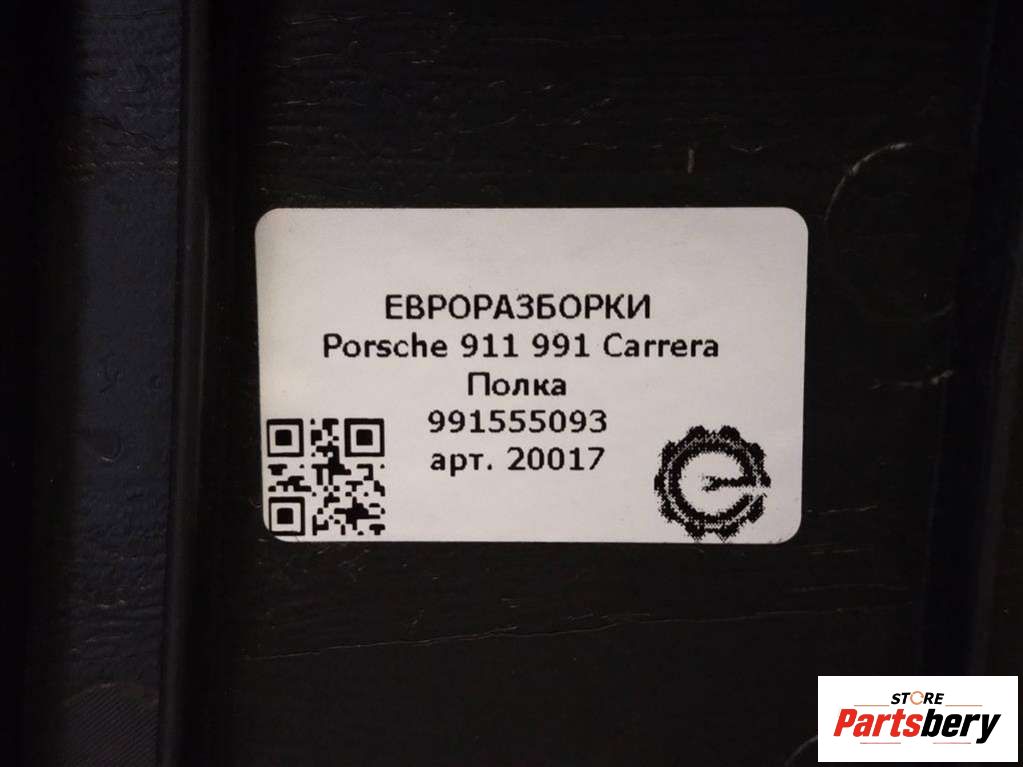 ЕВРОРАЗБОРКИ
Porsche 911 991 Carrera
Полка
991555093
арт. 20017
STORE
Partsbery